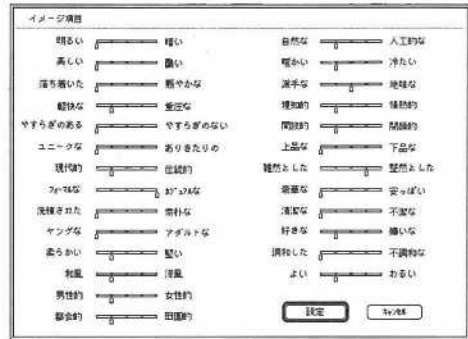 イメージ項目
明るい 暗い
美しい 醜い
落ち着いた 賑やかな
軽快な 重圧な
やすらぎのある やすらぎのない
ユニークな ありきたりの
現代的 伝統的
フォーマルな カジュアルな
洗練された 素朴な
ヤングな アダルトな
柔らかい 堅い
和風 洋風
男性的 女性的
都会的 田園的
自然な 人工的な
暖かい 冷たい
派手な 地味な
理知的 情熱的
開放的 閉鎖的
上品な 下品な
雑然とした 整然とした
豪華な 安っぽい
清潔な 不潔な
好きな 嫌いな
調和した 不調和な
よい わるい
設定 キャンセル